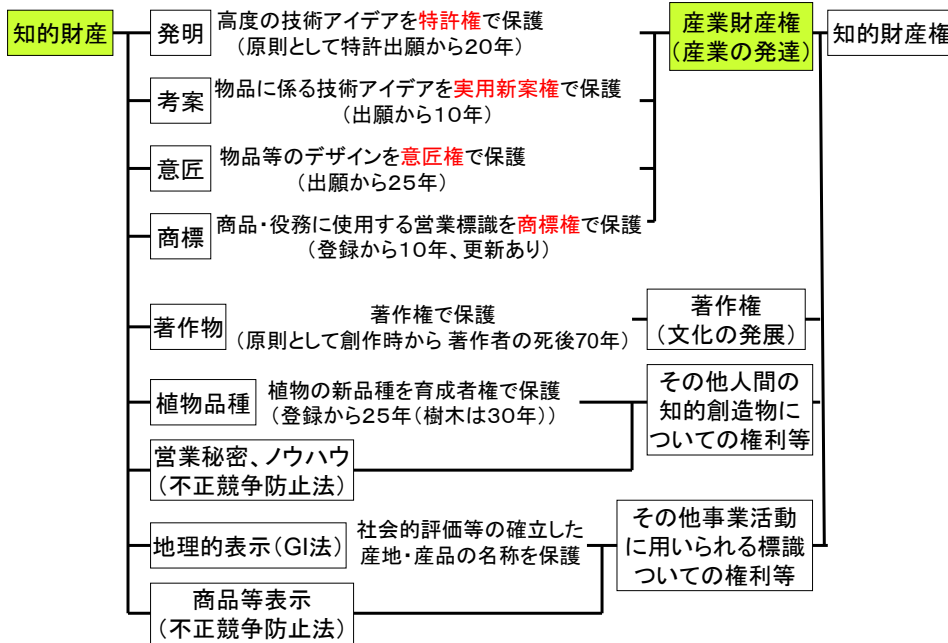 知的財産
発明
高度の技術アイデアを特許権で保護
(原則として特許出願から20年)
産業財産権
(産業の発達)
知的財産権
考案
物品に係る技術アイデアを実用新案権で保護
(出願から10年)
意匠
物品等のデザインを意匠権で保護
(出願から25年)
商標
商品・役務に使用する営業標識を商標権で保護
(登録から10年、更新あり)
著作物
著作権で保護
(原則として創作時から 著作者の死後70年)
著作権
(文化の発展)
植物品種
植物の新品種を育成者権で保護
(登録から25年(樹木は30年))
その他人間の
知的創造物に
ついての権利等
営業秘密、ノウハウ
(不正競争防止法)
地理的表示(GI法)
社会的評価等の確立した
産地・産品の名称を保護
その他事業活動
に用いられる標識
ついての権利等
商品等表示
(不正競争防止法)